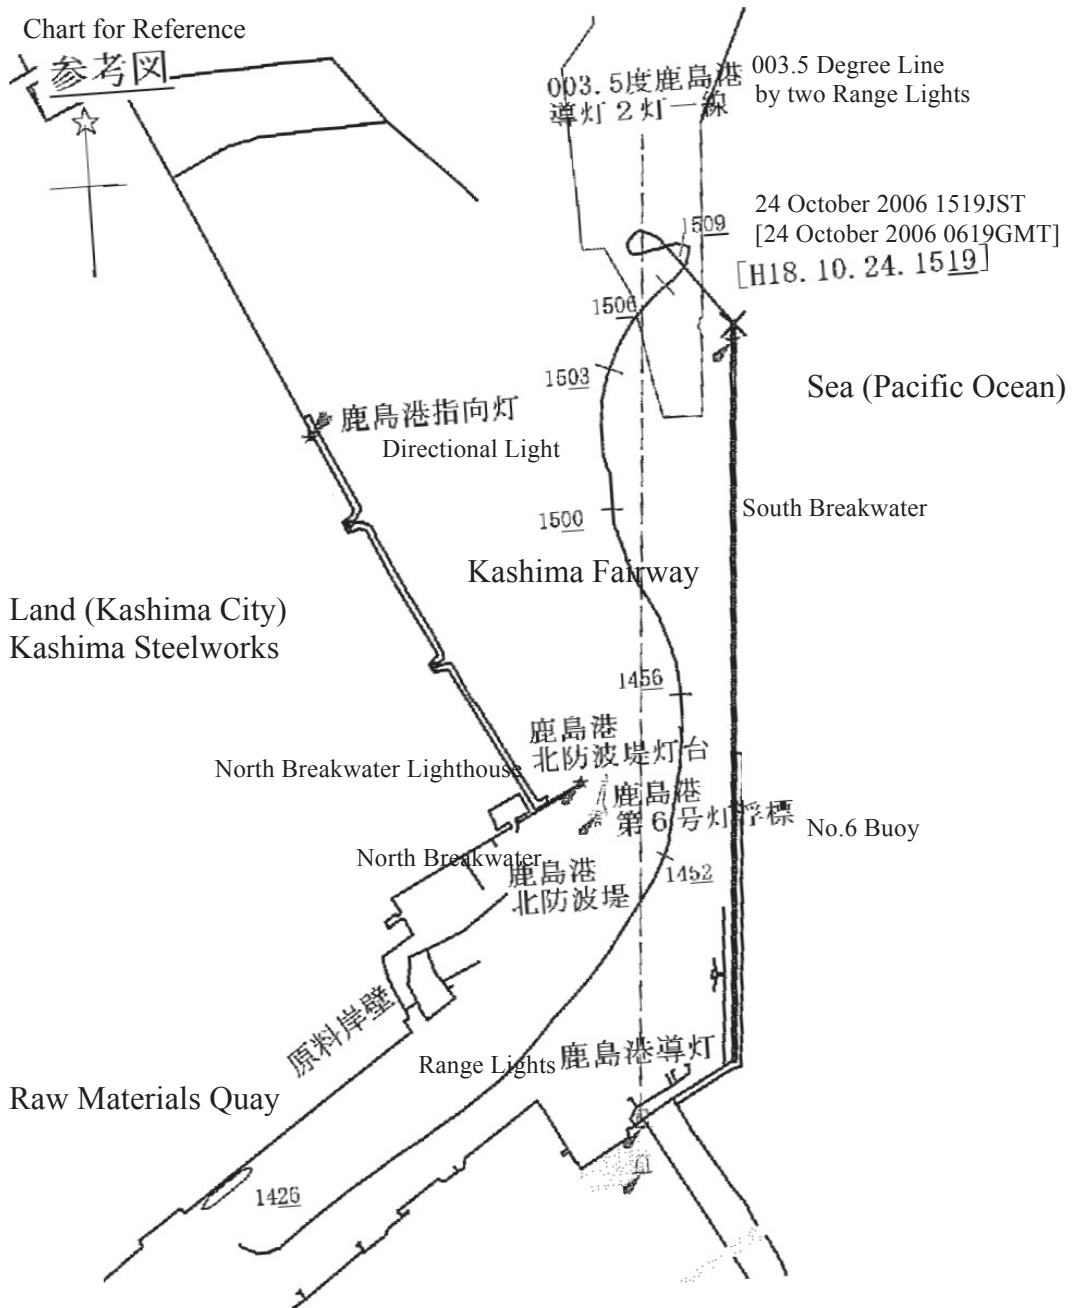 Chart for Reference
参考図
003.5度鹿島港
導灯2灯一線
003.5 Degree Line
by two Range Lights
1509
24 October 2006 1519JST
[24 October 2006 0619GMT]
[H18.10.24.1519]
1506
1503
Sea (Pacific Ocean)
鹿島港指向灯
Directional Light
1500
South Breakwater
Kashima Fairway
Land (Kashima City)
Kashima Steelworks
1456
鹿島港
北防波堤灯台
North Breakwater Lighthouse
鹿島港
第6号灯浮標
No.6 Buoy
North Breakwater
鹿島港
北防波堤
1452
原料岸壁
Range Lights
鹿島港導灯
Raw Materials Quay
1426